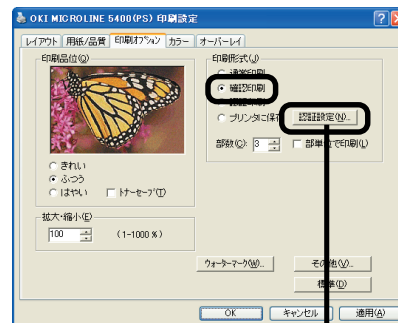 OKI MICROLINE 5400(PS) 印刷設定
レイアウト 用紙/品質 印刷オプション カラー オーバーレイ
印刷品位(Q)
きれい
ふつう
はやい トナーセーブ(T)
拡大・縮小(E)
100 (1-1000 %)
印刷形式(J)
通常印刷
確認印刷
認証印刷
プリンタに保存 認証設定(N)...
部数(C): 3 部単位で印刷(L)
ウォーターマーク(W)... その他(V)...
標準(D)
OK キャンセル 適用(A)